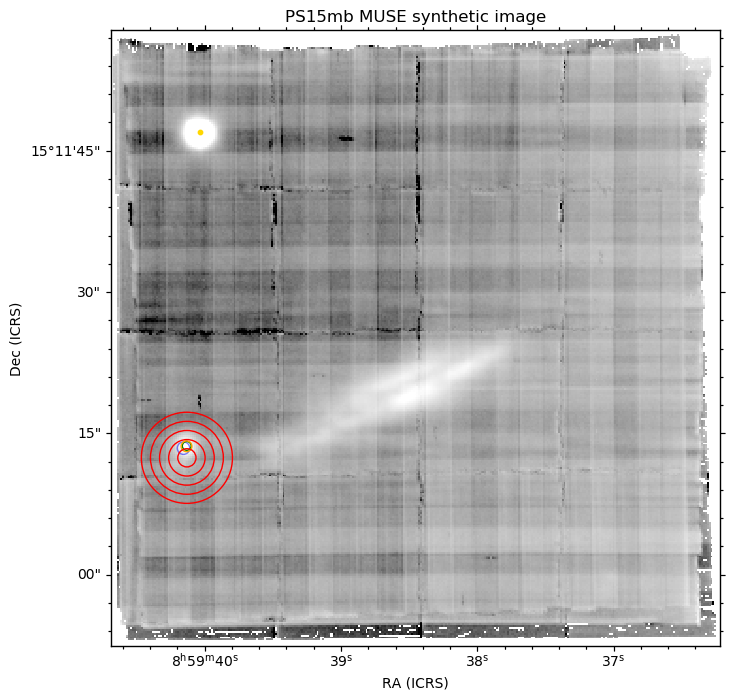 PS15mb MUSE synthetic image
15°11'45"
30"
15"
00"
Dec (ICRS)
8ʰ59ᵐ40ˢ
39ˢ
38ˢ
37ˢ
RA (ICRS)